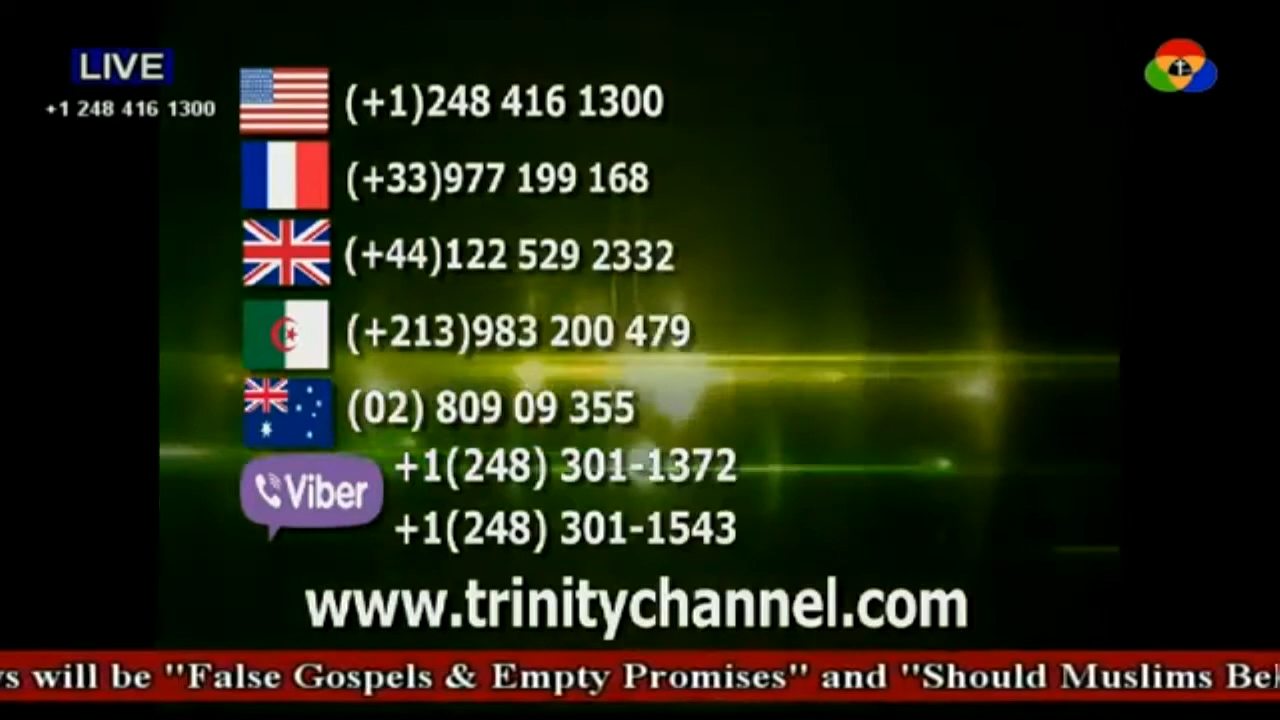 LIVE
+1 248 416 1300
(+1)248 416 1300
(+33)977 199 168
(+44)122 529 2332
(+213)983 200 479
(02) 809 09 355
Viber
+1(248) 301-1372
+1(248) 301-1543
www.trinitychannel.com
will be "False Gospels & Empty Promises" and "Should Muslims